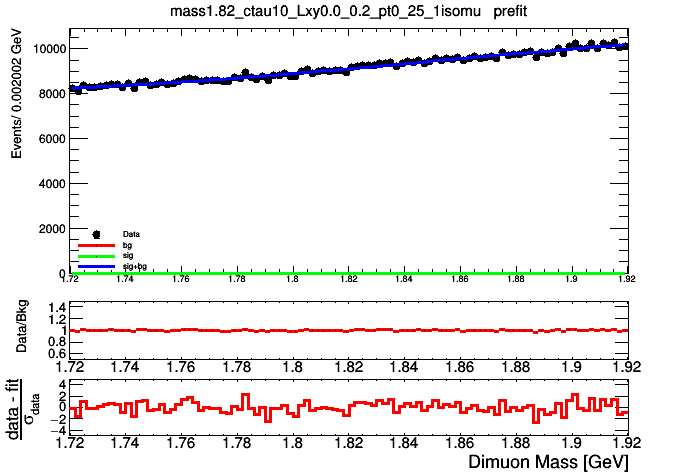 mass1.82_ctau10_Lxy0.0_0.2_pt0_25_1isomu prefit
Events/ 0.002002 GeV
10000
8000
6000
4000
2000
0
Data
bg
sig
sig+bg
1.72 1.74 1.76 1.78 1.8 1.82 1.84 1.86 1.88 1.9 1.92
Data/Bkg
1.4
1.2
1
0.8
0.6
1.72 1.74 1.76 1.78 1.8 1.82 1.84 1.86 1.88 1.9 1.92
data - fit
σdata
4
2
0
−2
−4
1.72 1.74 1.76 1.78 1.8 1.82 1.84 1.86 1.88 1.9 1.92
Dimuon Mass [GeV]